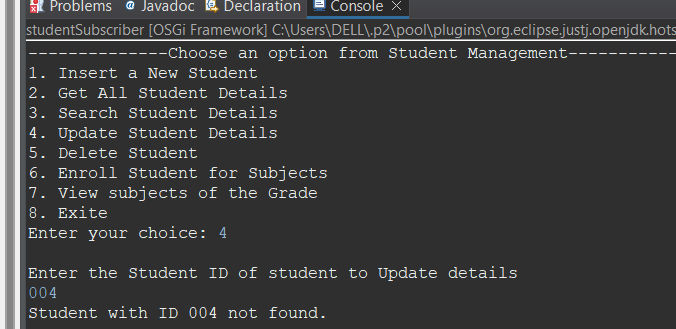 Problems @ Javadoc Declaration Console
studentSubscriber [OSGi Framework] C:\Users\DELL\.p2\pool\plugins\org.eclipse.justj.openjdk.hots
--------------Choose an option from Student Management-----------
1. Insert a New Student
2. Get All Student Details
3. Search Student Details
4. Update Student Details
5. Delete Student
6. Enroll Student for Subjects
7. View subjects of the Grade
8. Exite
Enter your choice: 4
Enter the Student ID of student to Update details
004
Student with ID 004 not found.